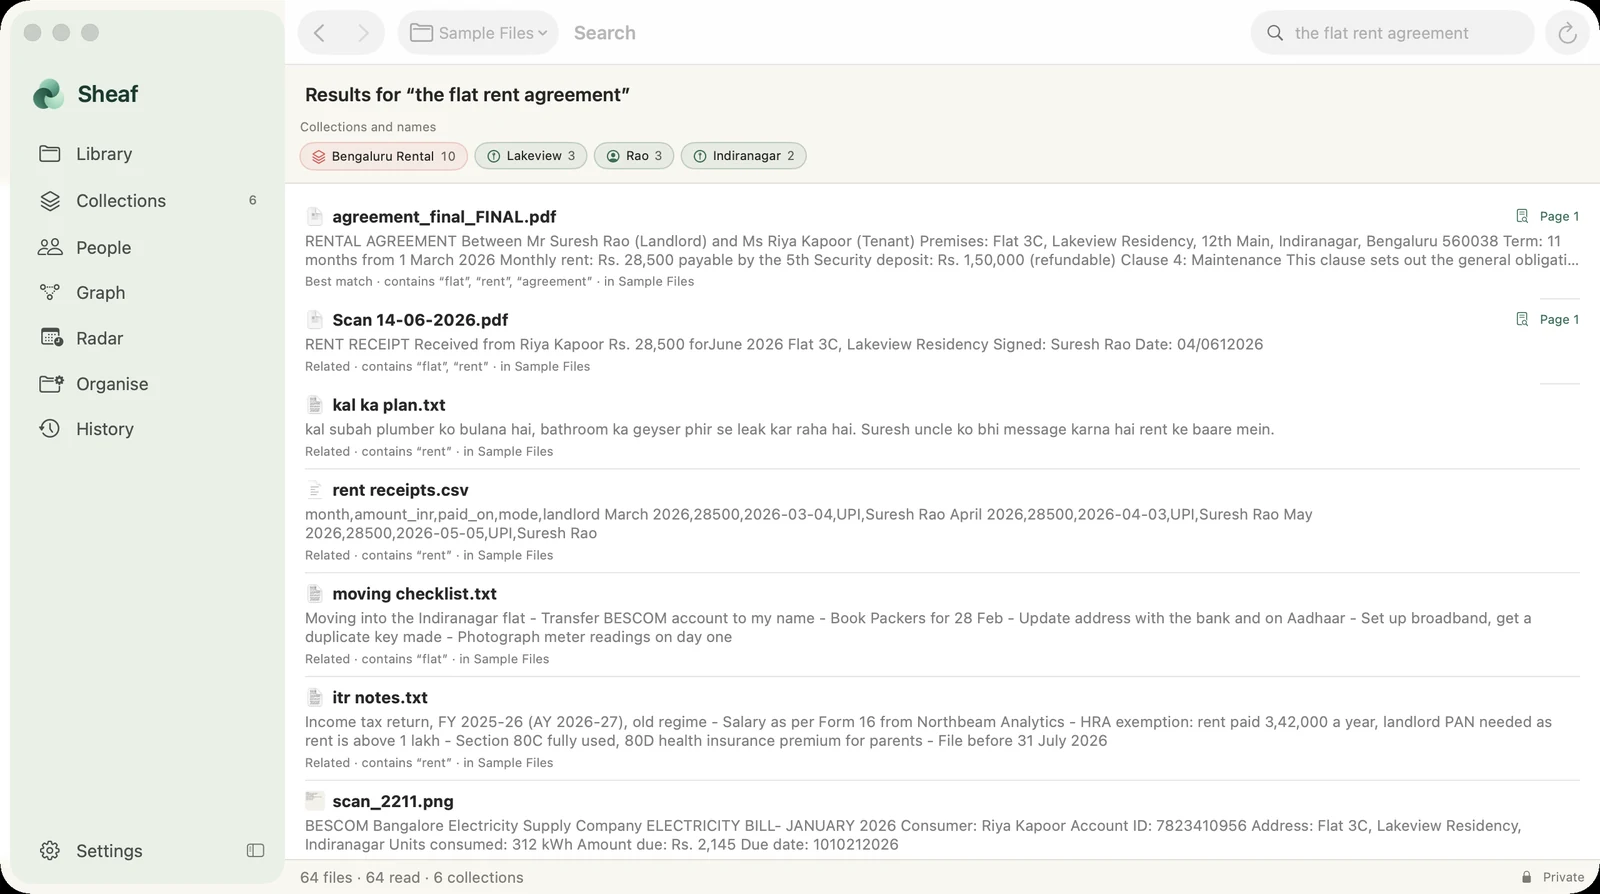 Sheaf
Library
Collections 6
People
Graph
Radar
Organise
History
Settings
Sample Files
Search
the flat rent agreement
Results for “the flat rent agreement”
Collections and names
Bengaluru Rental 10
Lakeview 3
Rao 3
Indiranagar 2
agreement_final_FINAL.pdf
Page 1
RENTAL AGREEMENT Between Mr Suresh Rao (Landlord) and Ms Riya Kapoor (Tenant) Premises: Flat 3C, Lakeview Residency, 12th Main, Indiranagar, Bengaluru 560038 Term: 11
months from 1 March 2026 Monthly rent: Rs. 28,500 payable by the 5th Security deposit: Rs. 1,50,000 (refundable) Clause 4: Maintenance This clause sets out the general obligati...
Best match · contains “flat”, “rent”, “agreement” · in Sample Files
Scan 14-06-2026.pdf
Page 1
RENT RECEIPT Received from Riya Kapoor Rs. 28,500 forJune 2026 Flat 3C, Lakeview Residency Signed: Suresh Rao Date: 04/0612026
Related · contains “flat”, “rent” · in Sample Files
kal ka plan.txt
kal subah plumber ko bulana hai, bathroom ka geyser phir se leak kar raha hai. Suresh uncle ko bhi message karna hai rent ke baare mein.
Related · contains “rent” · in Sample Files
rent receipts.csv
month,amount_inr,paid_on,mode,landlord March 2026,28500,2026-03-04,UPI,Suresh Rao April 2026,28500,2026-04-03,UPI,Suresh Rao May
2026,28500,2026-05-05,UPI,Suresh Rao
Related · contains “rent” · in Sample Files
moving checklist.txt
Moving into the Indiranagar flat - Transfer BESCOM account to my name - Book Packers for 28 Feb - Update address with the bank and on Aadhaar - Set up broadband, get a
duplicate key made - Photograph meter readings on day one
Related · contains “flat” · in Sample Files
itr notes.txt
Income tax return, FY 2025-26 (AY 2026-27), old regime - Salary as per Form 16 from Northbeam Analytics - HRA exemption: rent paid 3,42,000 a year, landlord PAN needed as
rent is above 1 lakh - Section 80C fully used, 80D health insurance premium for parents - File before 31 July 2026
Related · contains “rent” · in Sample Files
scan_2211.png
BESCOM Bangalore Electricity Supply Company ELECTRICITY BILL- JANUARY 2026 Consumer: Riya Kapoor Account ID: 7823410956 Address: Flat 3C, Lakeview Residency,
Indiranagar Units consumed: 312 kWh Amount due: Rs. 2,145 Due date: 1010212026
64 files · 64 read · 6 collections
Private